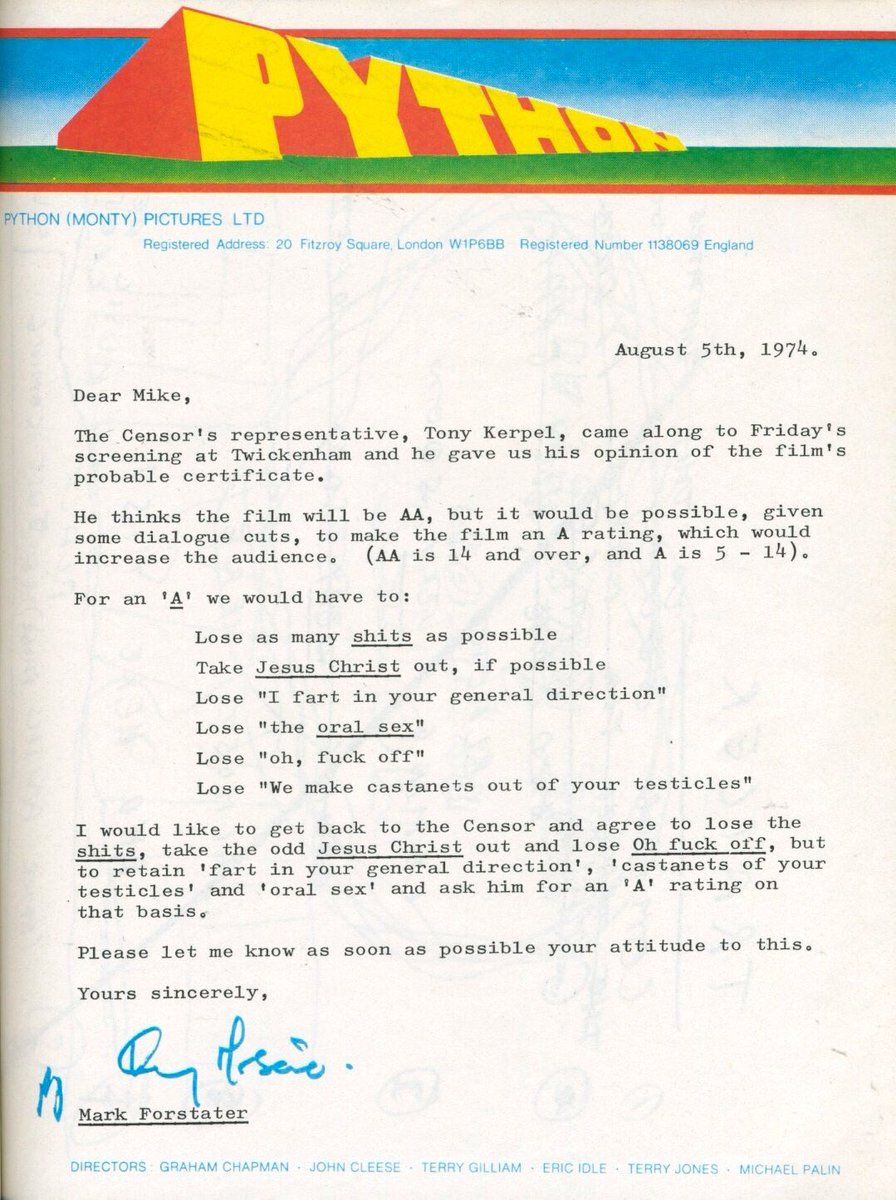 PYTHON
PYTHON (MONTY) PICTURES LTD
Registered Address: 20 Fitzroy Square, London W1P6BB Registered Number 1138069 England
August 5th, 1974.
Dear Mike,
The Censor's representative, Tony Kerpel, came along to Friday's
screening at Twickenham and he gave us his opinion of the film's
probable certificate.
He thinks the film will be AA, but it would be possible, given
some dialogue cuts, to make the film an A rating, which would
increase the audience. (AA is 14 and over, and A is 5 - 14).
For an 'A' we would have to:
Lose as many shits as possible
Take Jesus Christ out, if possible
Lose "I fart in your general direction"
Lose "the oral sex"
Lose "oh, fuck off"
Lose "We make castanets out of your testicles"
I would like to get back to the Censor and agree to lose the
shits, take the odd Jesus Christ out and lose Oh fuck off, but
to retain 'fart in your general direction', 'castanets of your
testicles' and 'oral sex' and ask him for an 'A' rating on
that basis.
Please let me know as soon as possible your attitude to this.
Yours sincerely,
Mark Forstater
DIRECTORS: GRAHAM CHAPMAN · JOHN CLEESE · TERRY GILLIAM · ERIC IDLE · TERRY JONES · MICHAEL PALIN